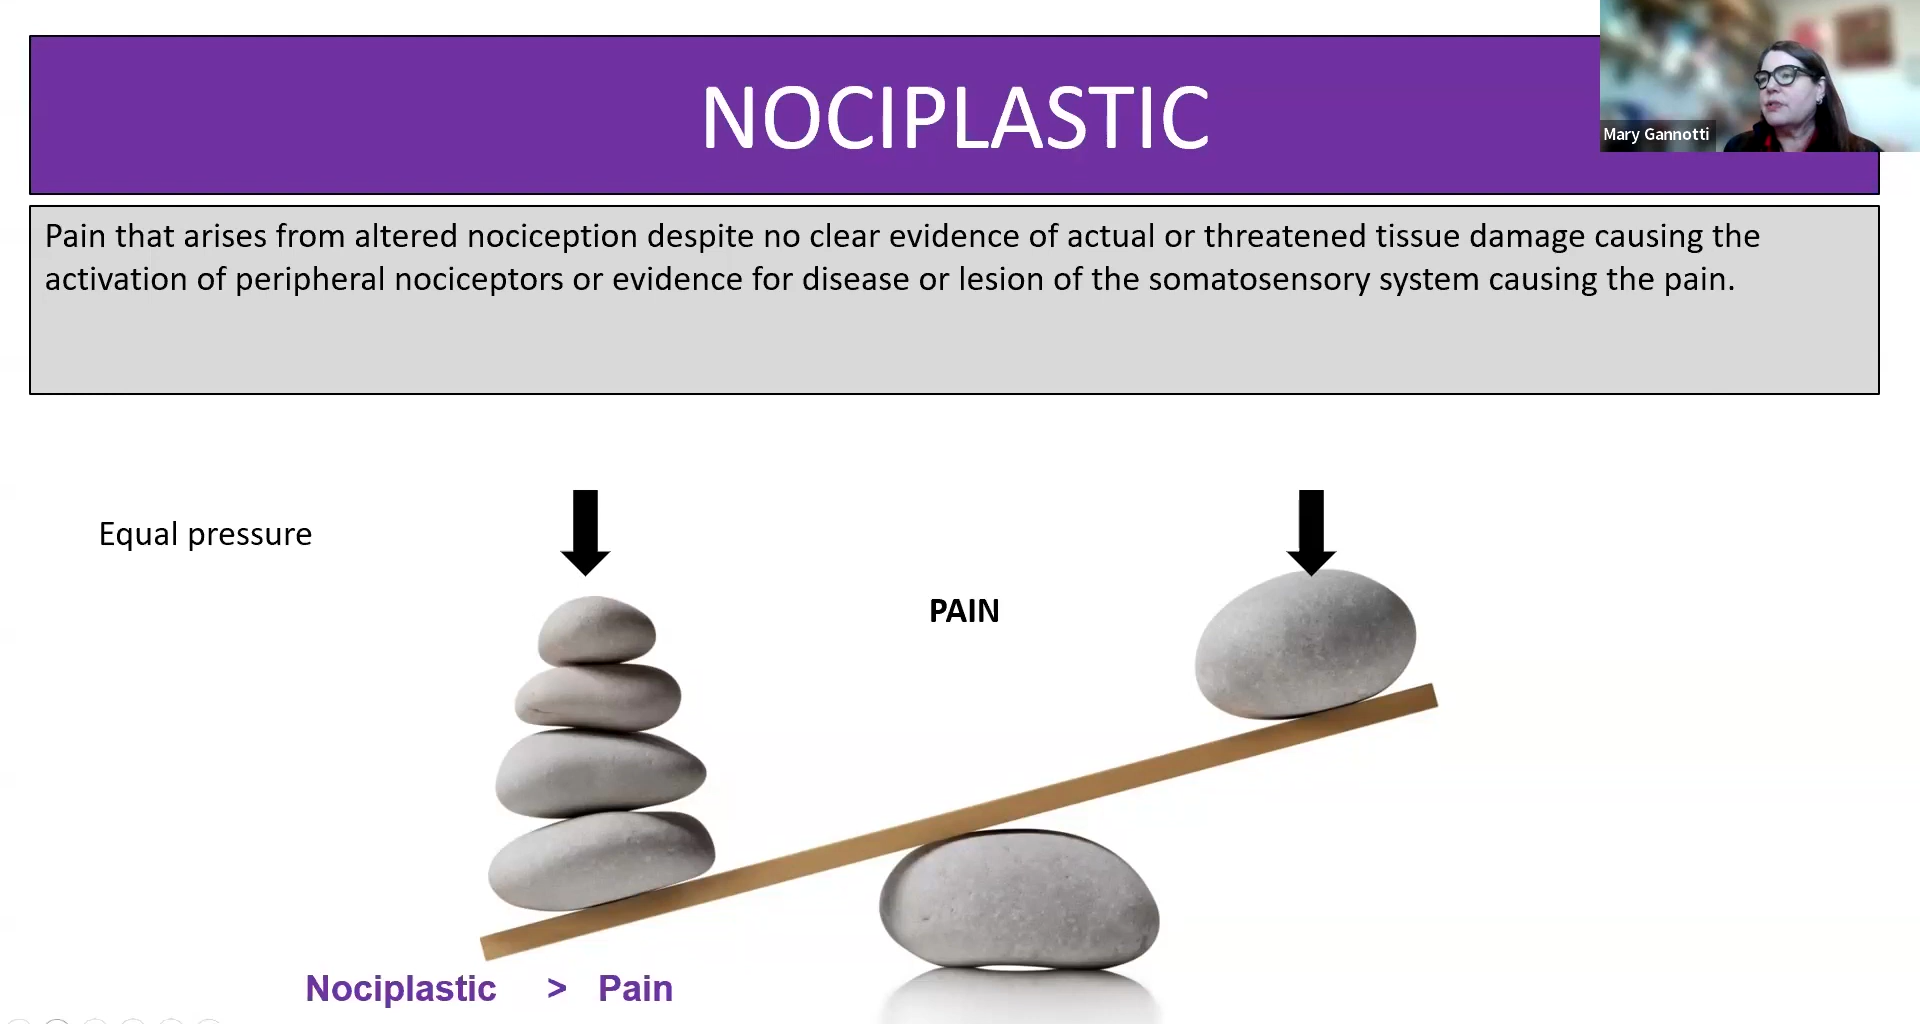 NOCIPLASTIC
Mary Gannotti
Pain that arises from altered nociception despite no clear evidence of actual or threatened tissue damage causing the
activation of peripheral nociceptors or evidence for disease or lesion of the somatosensory system causing the pain.
Equal pressure
PAIN
Nociplastic > Pain